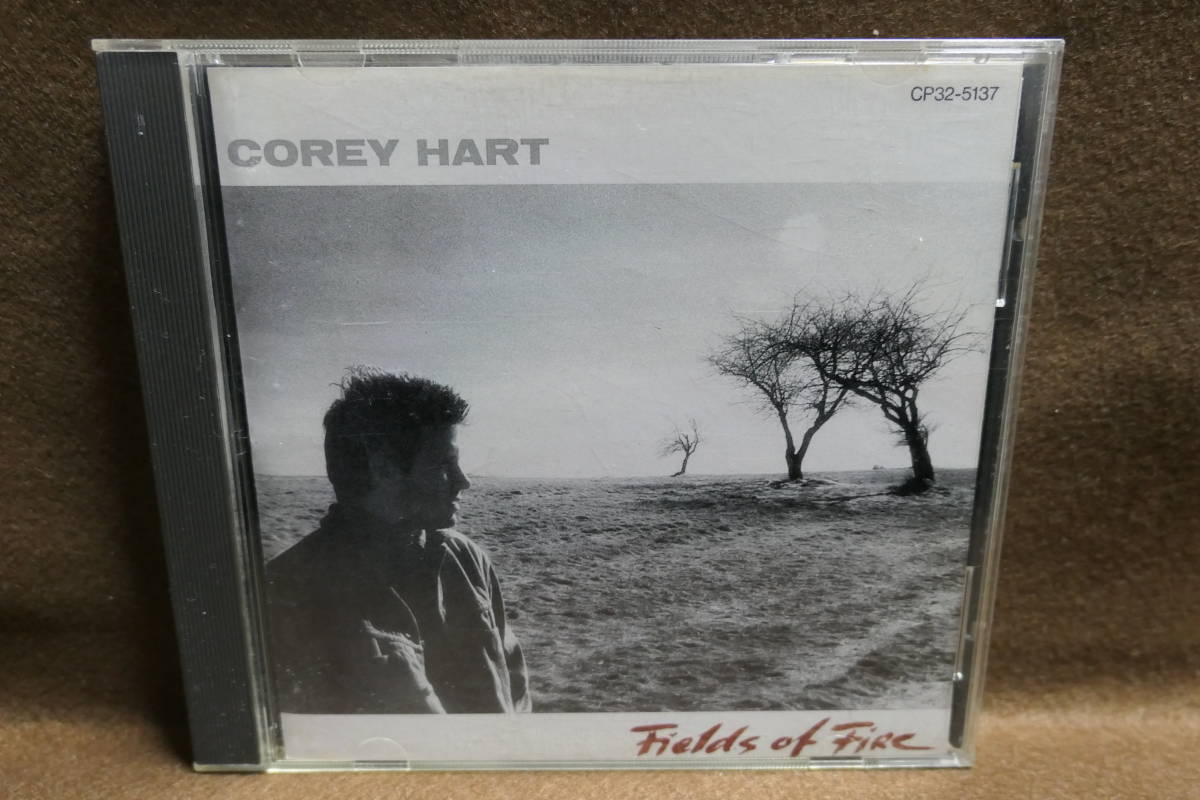 CP32-5137
COREY HART
Fields of Fire